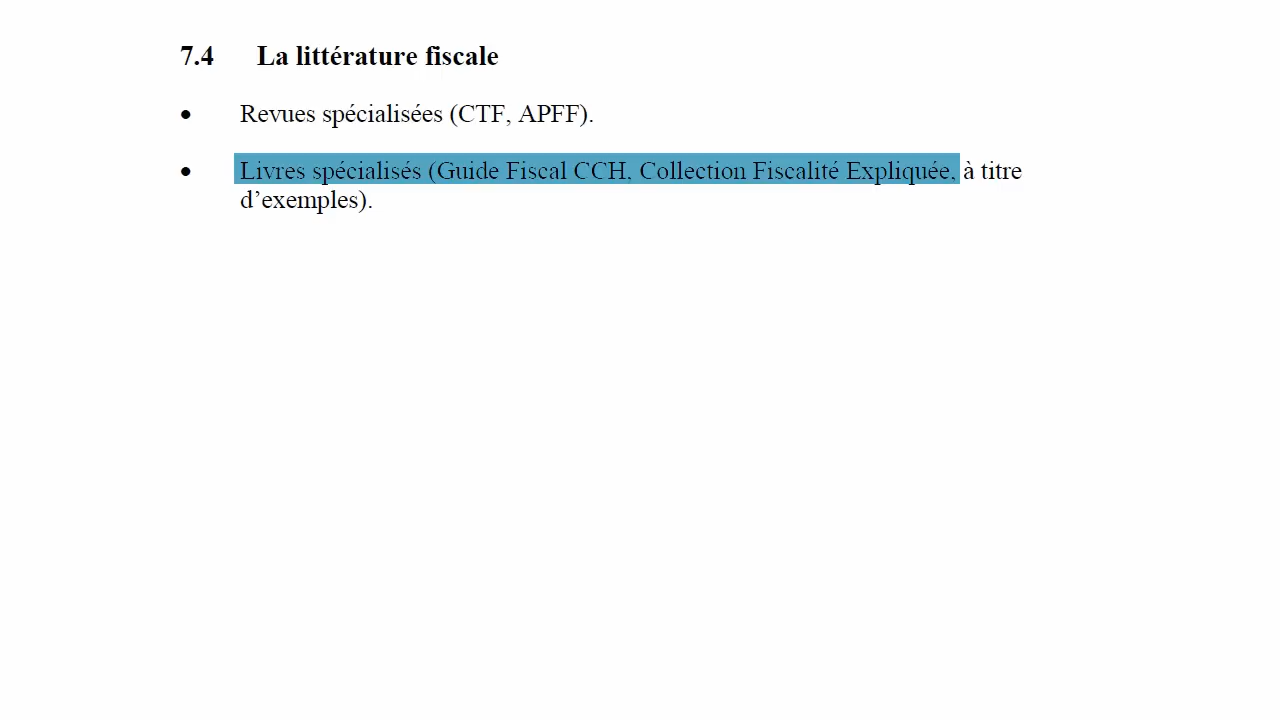 7.4 La littérature fiscale
• Revues spécialisées (CTF, APFF).
• Livres spécialisés (Guide Fiscal CCH, Collection Fiscalité Expliquée, à titre
d’exemples).